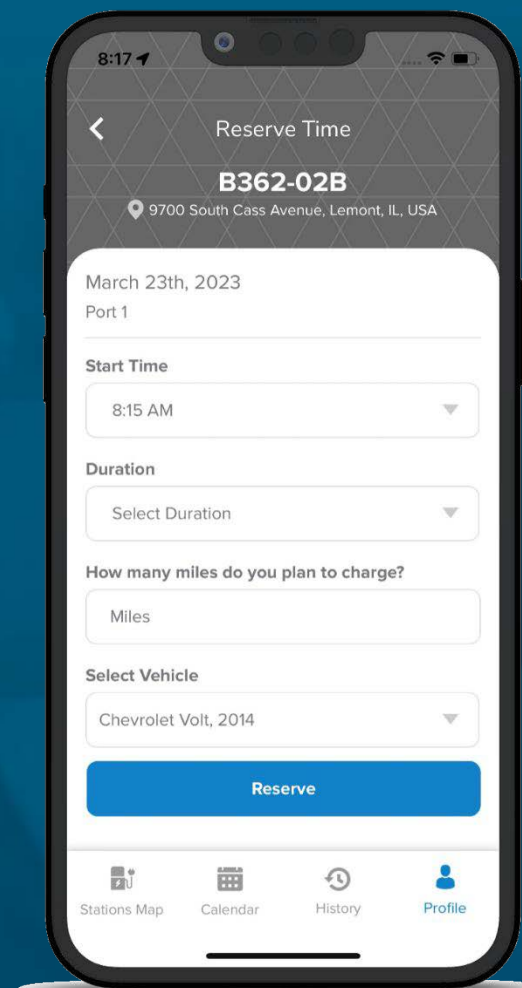 8:17
Reserve Time
B362-02B
9700 South Cass Avenue, Lemont, IL, USA
March 23th, 2023
Port 1
Start Time
8:15 AM
Duration
Select Duration
How many miles do you plan to charge?
Miles
Select Vehicle
Chevrolet Volt, 2014
Reserve
Stations Map Calendar History Profile